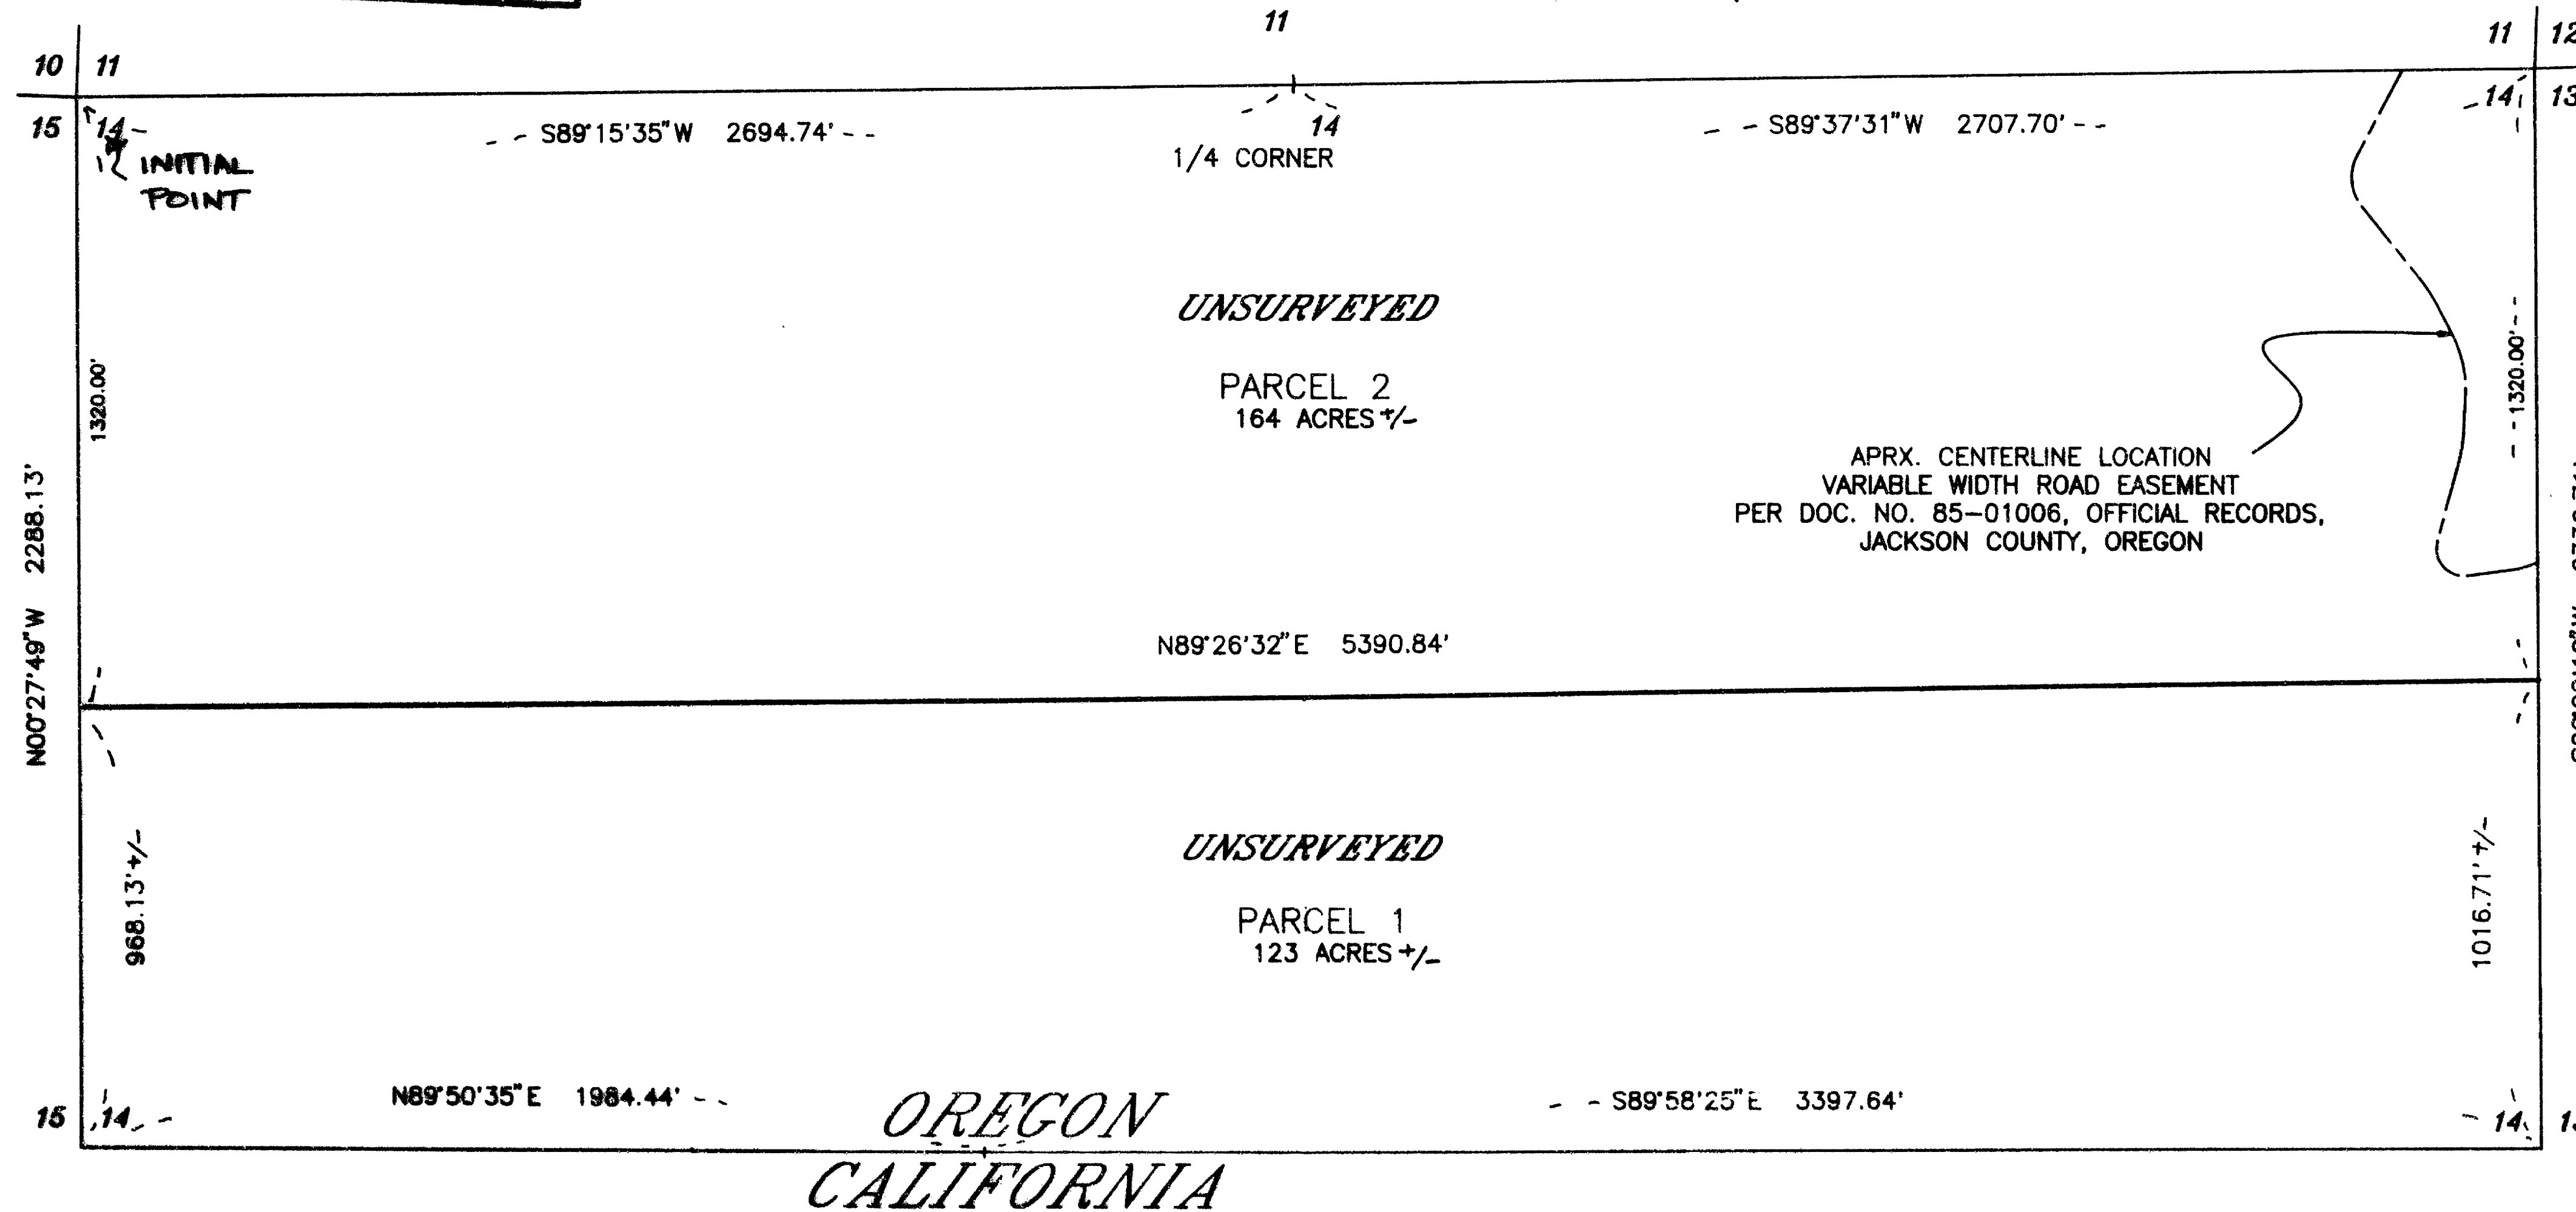 11
11 12
10 11
15 14
14 13
S89°15'35"W 2694.74'
14
S89°37'31"W 2707.70'
1/4 CORNER
INITIAL
POINT
UNSURVEYED
1320.00'
1320.00'
PARCEL 2
164 ACRES +/-
APRX. CENTERLINE LOCATION
VARIABLE WIDTH ROAD EASEMENT
PER DOC. NO. 85-01006, OFFICIAL RECORDS,
JACKSON COUNTY, OREGON
N00°27'49"W 2288.13'
N89°26'32"E 5390.84'
UNSURVEYED
968.13'+/-
1016.71'+/-
PARCEL 1
123 ACRES +/-
N89°50'35"E 1984.44'
S89°58'25"E 3397.64'
OREGON
15 14
14
CALIFORNIA